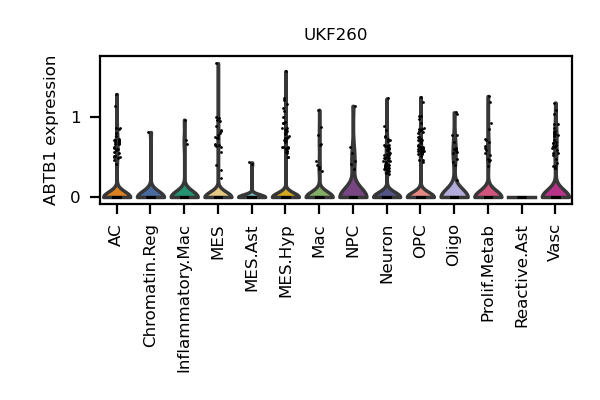 UKF260
ABTB1 expression
1
0
AC
Chromatin.Reg
Inflammatory.Mac
MES
MES.Ast
MES.Hyp
Mac
NPC
Neuron
OPC
Oligo
Prolif.Metab
Reactive.Ast
Vasc